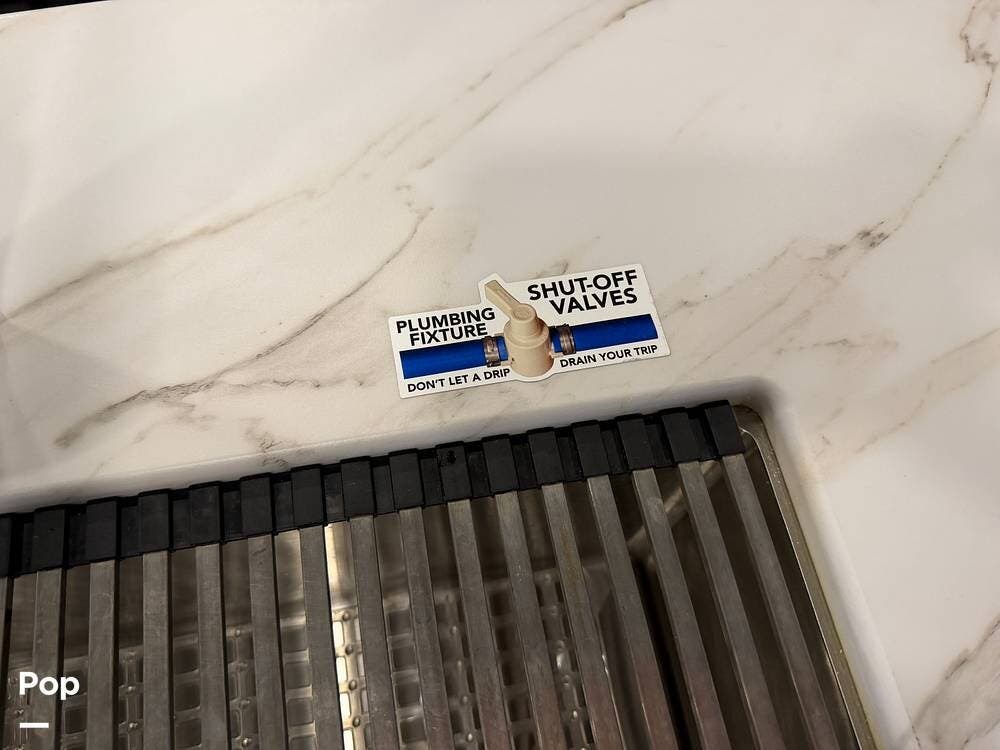 PLUMBING
FIXTURE
SHUT-OFF
VALVES
DON'T LET A DRIP
DRAIN YOUR TRIP
Pop